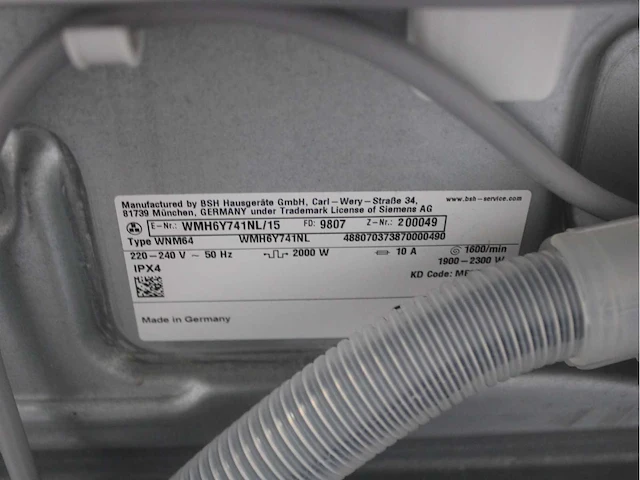 Manufactured by BSH Hausgeräte GmbH, Carl-Wery-Straße 34,
81739 München, GERMANY under Trademark License of Siemens AG
www.bsh-service.com
E-Nr.: WMH6Y741NL/15 FD: 9807 Z-Nr.: 200049
Type WNM64 WMH6Y741NL 488070373870000490
220-240 V ~ 50 Hz 2000 W 10 A 1600/min
1900-2300 W
IPX4
KD Code:
Made in Germany